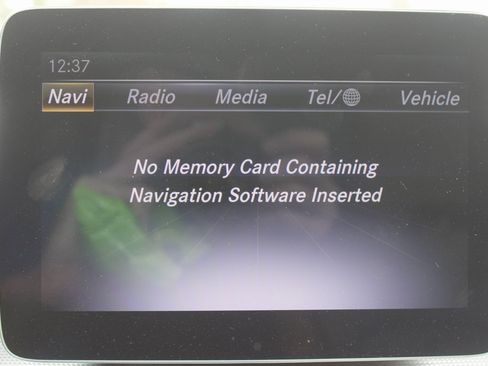 12:37
Navi Radio Media Tel/ Vehicle
No Memory Card Containing
Navigation Software Inserted